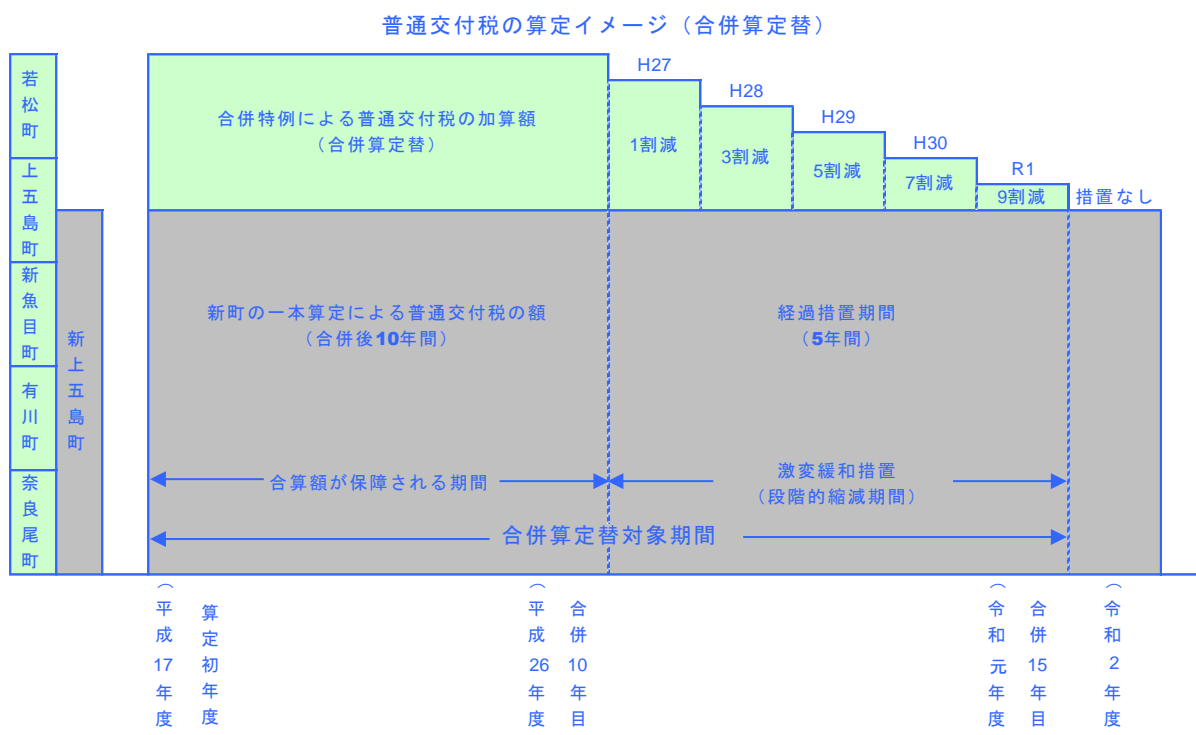 普通交付税の算定イメージ（合併算定替）
若松町
上五島町
新魚目町
有川町
奈良尾町
新上五島町
合併特例による普通交付税の加算額
（合併算定替）
H27
1割減
H28
3割減
H29
5割減
H30
7割減
R1
9割減
措置なし
新町の一本算定による普通交付税の額
（合併後10年間）
経過措置期間
（5年間）
合算額が保障される期間
激変緩和措置
（段階的縮減期間）
合併算定替対象期間
算定初年度
（平成17年度
合併10年目
（平成26年度
合併15年目
（令和元年度
（令和2年度